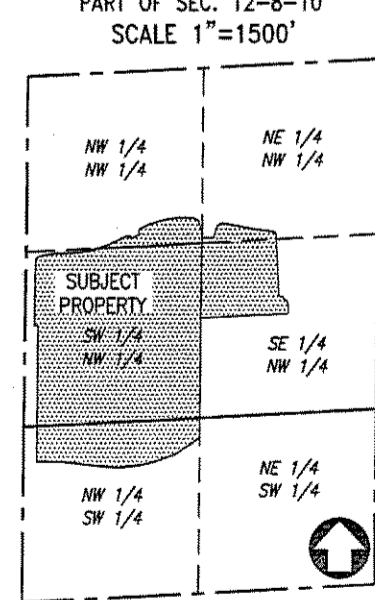 PART OF SEC. 12-8-10
SCALE 1"=1500'
NW 1/4
NW 1/4
NE 1/4
NW 1/4
SUBJECT
PROPERTY
SW 1/4
NW 1/4
SE 1/4
NW 1/4
NW 1/4
SW 1/4
NE 1/4
SW 1/4